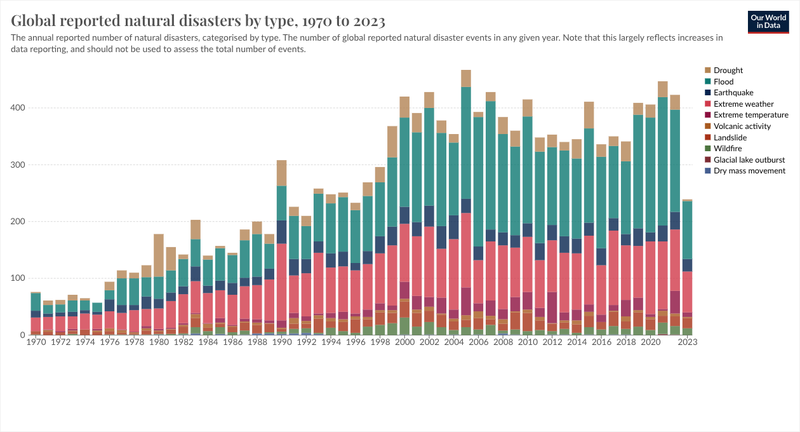 Global reported natural disasters by type, 1970 to 2023
Our World
in Data
The annual reported number of natural disasters, categorised by type. The number of global reported natural disaster events in any given year. Note that this largely reflects increases in
data reporting, and should not be used to assess the total number of events.
Drought
Flood
Earthquake
Extreme weather
Extreme temperature
Volcanic activity
Landslide
Wildfire
Glacial lake outburst
Dry mass movement
400
300
200
100
0
1970 1972 1974 1976 1978 1980 1982 1984 1986 1988 1990 1992 1994 1996 1998 2000 2002 2004 2006 2008 2010 2012 2014 2016 2018 2020 2023